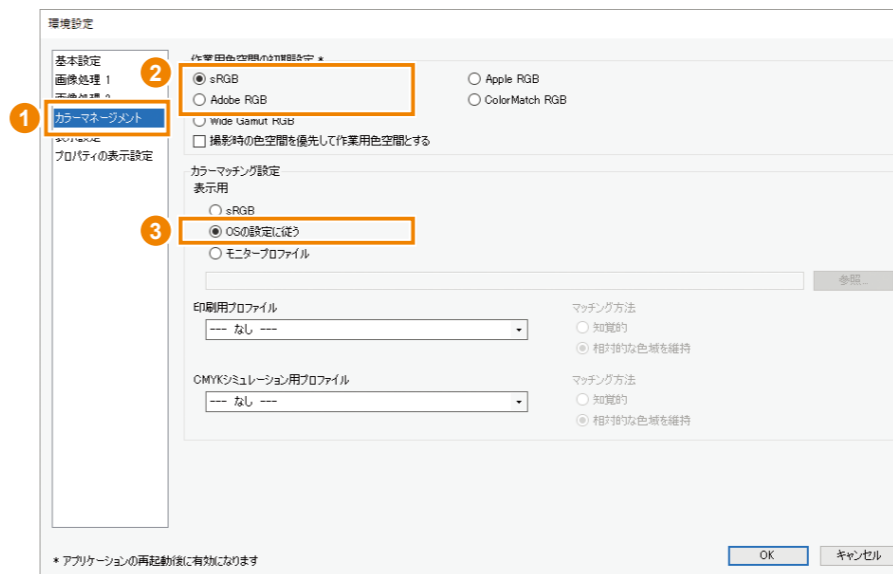 環境設定
基本設定
画像処理 1
カラーマネージメント
プロパティの表示設定
1
2
3
作業用色空間の初期設定 *
sRGB
Apple RGB
Adobe RGB
ColorMatch RGB
Wide Gamut RGB
撮影時の色空間を優先して作業用色空間とする
カラーマッチング設定
表示用
sRGB
OSの設定に従う
モニタープロファイル
参照...
印刷用プロファイル
マッチング方法
--- なし ---
知覚的
相対的な色域を維持
CMYKシミュレーション用プロファイル
マッチング方法
--- なし ---
知覚的
相対的な色域を維持
* アプリケーションの再起動後に有効になります
OK
キャンセル